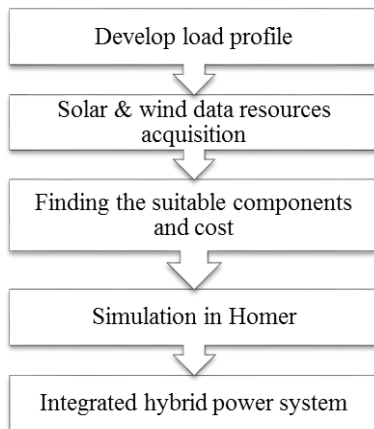 Develop load profile
Solar & wind data resources
acquisition
Finding the suitable components
and cost
Simulation in Homer
Integrated hybrid power system